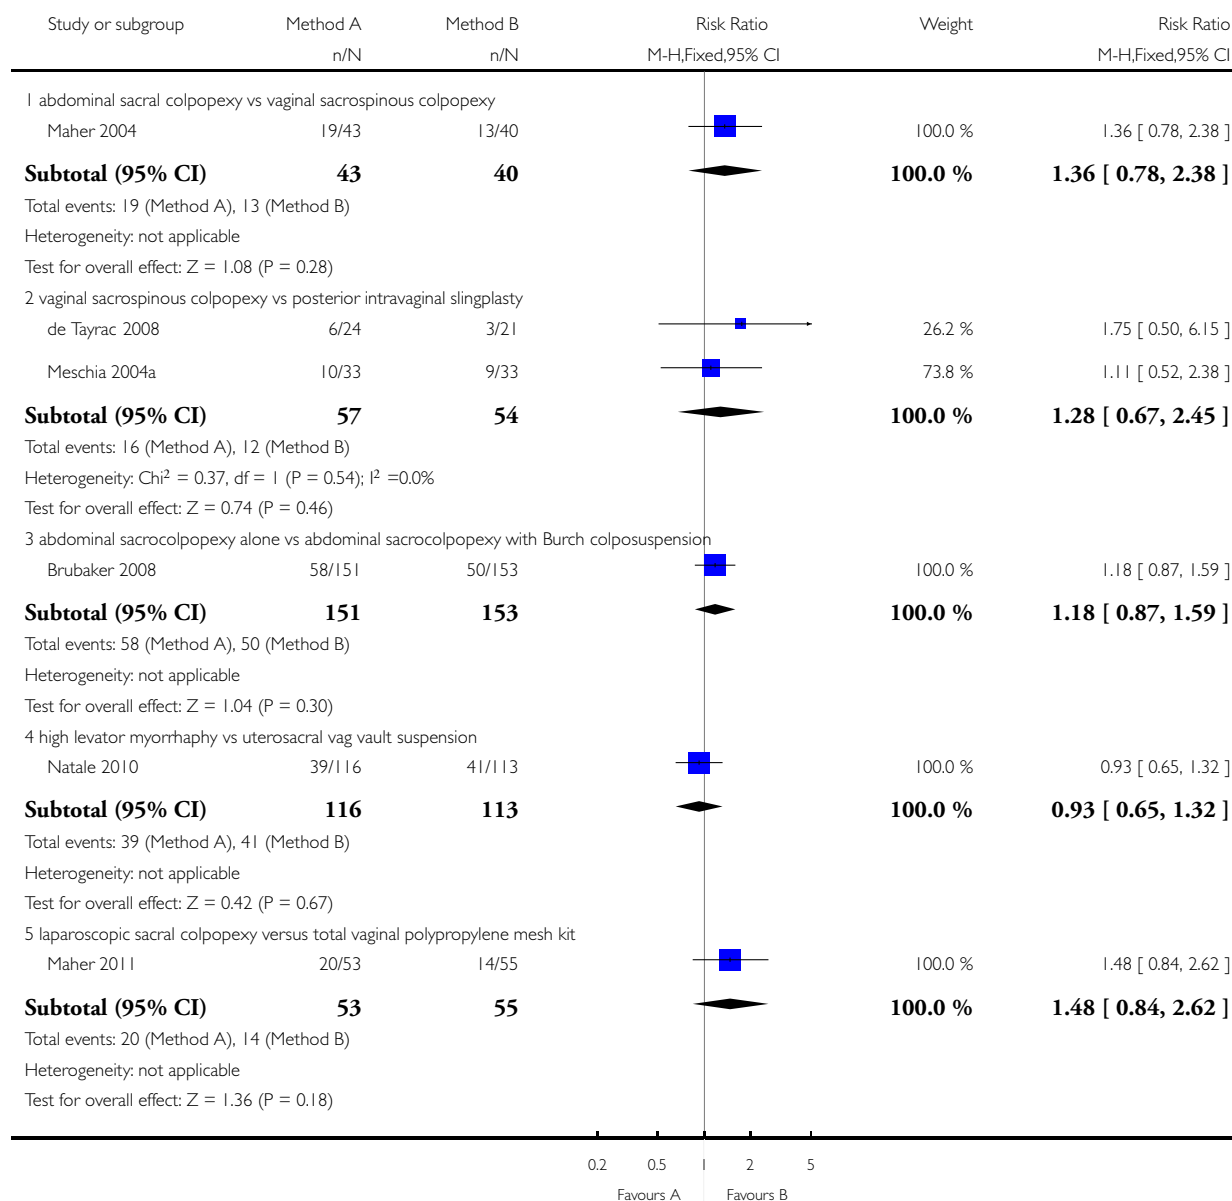 Study or subgroup Method A Method B Risk Ratio Weight Risk Ratio
n/N n/N M-H,Fixed,95% CI M-H,Fixed,95% CI
1 abdominal sacral colpopexy vs vaginal sacrospinous colpopexy
Maher 2004 19/43 13/40 100.0 % 1.36 [ 0.78, 2.38 ]
Subtotal (95% CI) 43 40 100.0 % 1.36 [ 0.78, 2.38 ]
Total events: 19 (Method A), 13 (Method B)
Heterogeneity: not applicable
Test for overall effect: Z = 1.08 (P = 0.28)
2 vaginal sacrospinous colpopexy vs posterior intravaginal slingplasty
de Tayrac 2008 6/24 3/21 26.2 % 1.75 [ 0.50, 6.15 ]
Meschia 2004a 10/33 9/33 73.8 % 1.11 [ 0.52, 2.38 ]
Subtotal (95% CI) 57 54 100.0 % 1.28 [ 0.67, 2.45 ]
Total events: 16 (Method A), 12 (Method B)
Heterogeneity: Chi² = 0.37, df = 1 (P = 0.54); I² =0.0%
Test for overall effect: Z = 0.74 (P = 0.46)
3 abdominal sacrocolpopexy alone vs abdominal sacrocolpopexy with Burch colposuspension
Brubaker 2008 58/151 50/153 100.0 % 1.18 [ 0.87, 1.59 ]
Subtotal (95% CI) 151 153 100.0 % 1.18 [ 0.87, 1.59 ]
Total events: 58 (Method A), 50 (Method B)
Heterogeneity: not applicable
Test for overall effect: Z = 1.04 (P = 0.30)
4 high levator myorrhaphy vs uterosacral vag vault suspension
Natale 2010 39/116 41/113 100.0 % 0.93 [ 0.65, 1.32 ]
Subtotal (95% CI) 116 113 100.0 % 0.93 [ 0.65, 1.32 ]
Total events: 39 (Method A), 41 (Method B)
Heterogeneity: not applicable
Test for overall effect: Z = 0.42 (P = 0.67)
5 laparoscopic sacral colpopexy versus total vaginal polypropylene mesh kit
Maher 2011 20/53 14/55 100.0 % 1.48 [ 0.84, 2.62 ]
Subtotal (95% CI) 53 55 100.0 % 1.48 [ 0.84, 2.62 ]
Total events: 20 (Method A), 14 (Method B)
Heterogeneity: not applicable
Test for overall effect: Z = 1.36 (P = 0.18)
0.2 0.5 1 2 5
Favours A Favours B